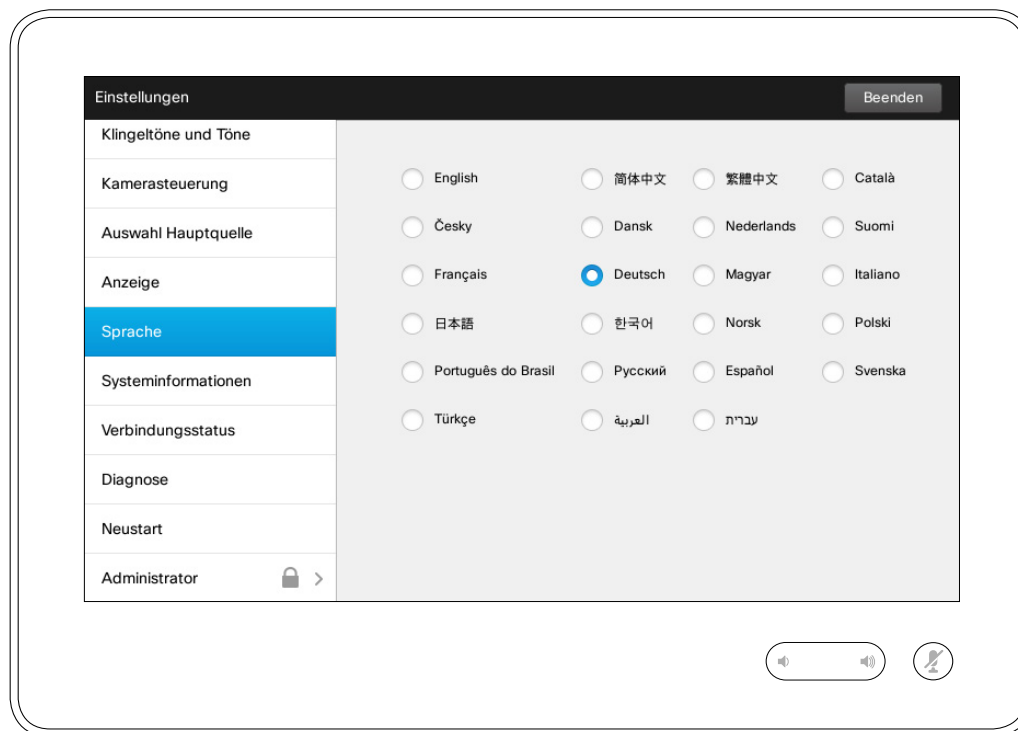 Einstellungen
Beenden
Klingeltöne und Töne
Kamerasteuerung
Auswahl Hauptquelle
Anzeige
Sprache
Systeminformationen
Verbindungsstatus
Diagnose
Neustart
Administrator
English 简体中文 繁體中文 Català
Česky Dansk Nederlands Suomi
Français Deutsch Magyar Italiano
日本語 한국어 Norsk Polski
Português do Brasil Русский Español Svenska
Türkçe العربية עברית